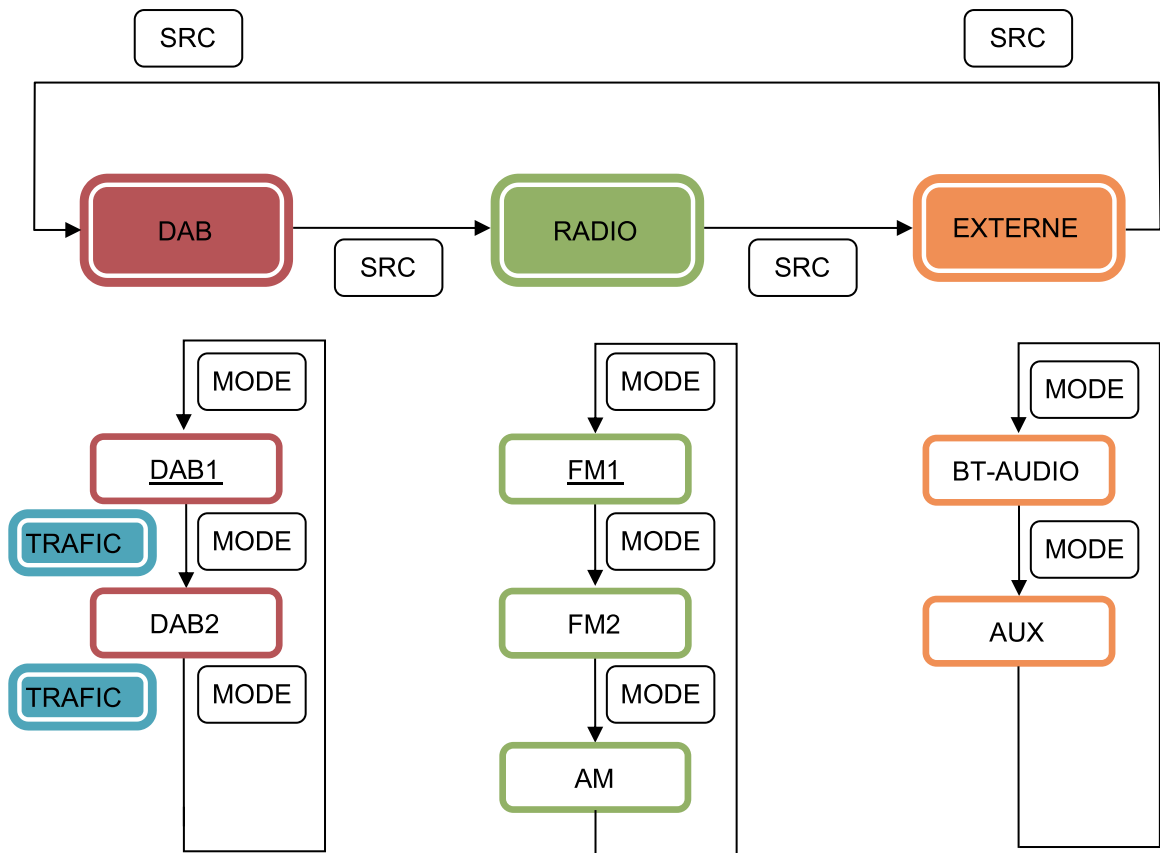 SRC
SRC
DAB
RADIO
EXTERNE
SRC
SRC
MODE
MODE
MODE
DAB1
FM1
BT-AUDIO
TRAFIC
MODE
MODE
MODE
DAB2
FM2
AUX
TRAFIC
MODE
MODE
AM